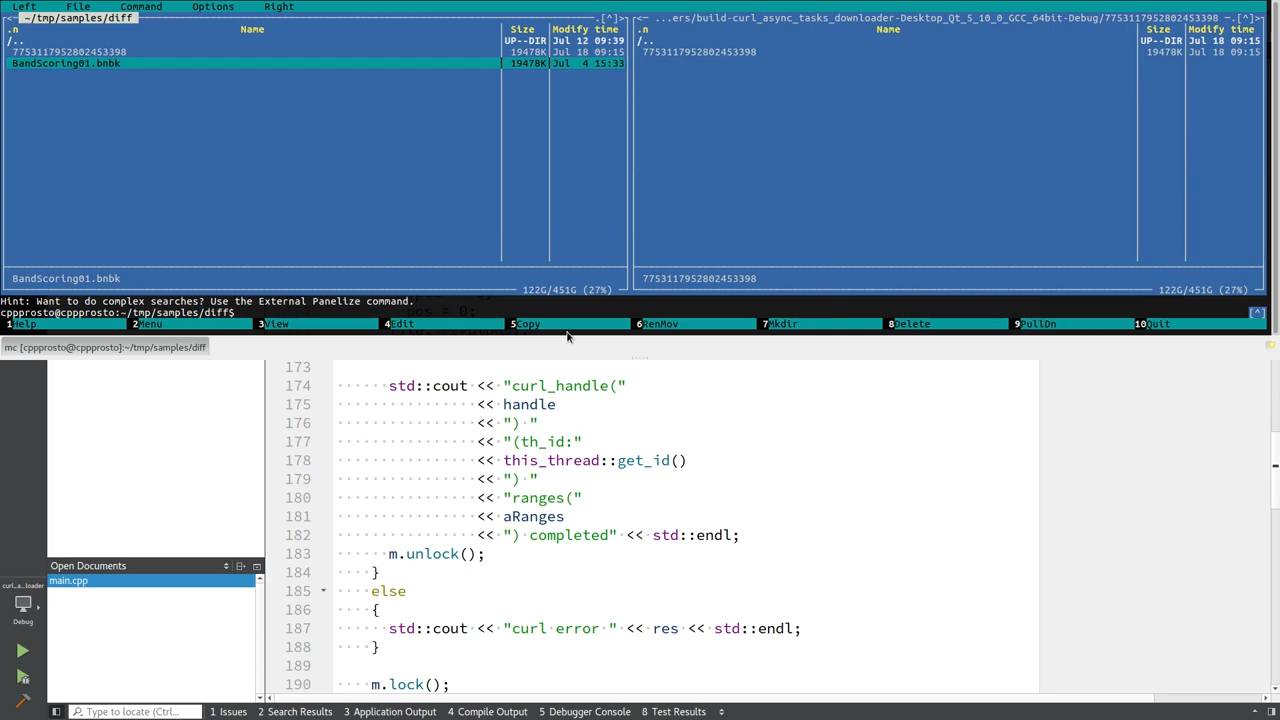 Left File Command Options Right
~/tmp/samples/diff .[^] ...ers/build-curl_async_tasks_downloader-Desktop_Qt_5_10_0_GCC_64bit-Debug/7753117952802453398 .[^]
.n Name Size Modify time .n Name Size Modify time
/.. UP--DIR Jul 12 09:39 /.. UP--DIR Jul 18 09:15
7753117952802453398 19478K Jul 18 09:15 7753117952802453398 19478K Jul 18 09:15
BandScoring01.bnbk 19478K Jul 4 15:33
BandScoring01.bnbk 7753117952802453398
122G/451G (27%) 122G/451G (27%)
Hint: Want to do complex searches? Use the External Panelize command.
pos = 0;
cppprosto@cppprosto:~/tmp/samples/diff$ [^]
1Help 2Menu 3View 4Edit 5Copy 6RenMov 7Mkdir 8Delete 9PullDn 10Quit
mc [cppprosto@cppprosto]:~/tmp/samples/diff
173
174 std::cout << "curl_handle("
175 << handle
176 << ") "
177 << "(th_id:"
178 << this_thread::get_id()
179 << ") "
180 << "ranges("
181 << aRanges
182 << ") completed" << std::endl;
183 m.unlock();
184 }
185 else
186 {
187 std::cout << "curl error " << res << std::endl;
188 }
189
190 m.lock();
Open Documents
main.cpp
curl_a...loader
Debug
Type to locate (Ctrl... 1 Issues 2 Search Results 3 Application Output 4 Compile Output 5 Debugger Console 8 Test Results